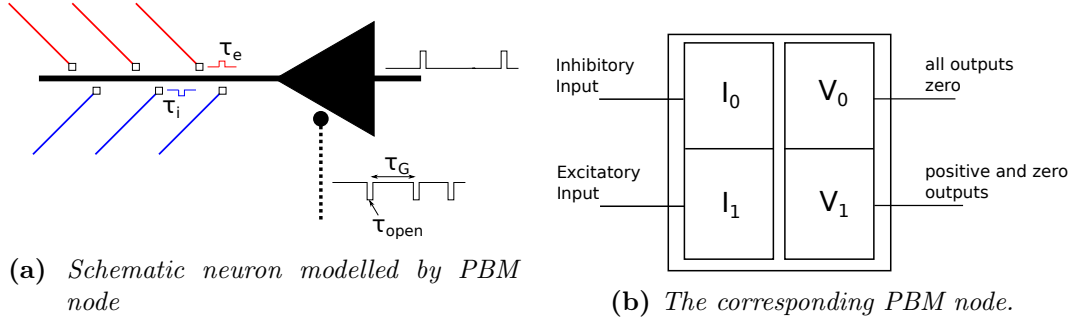 τe
τi
τG
τopen
(a) Schematic neuron modelled by PBM
node
Inhibitory
Input
I0
V0
all outputs
zero
Excitatory
Input
I1
V1
positive and zero
outputs
(b) The corresponding PBM node.